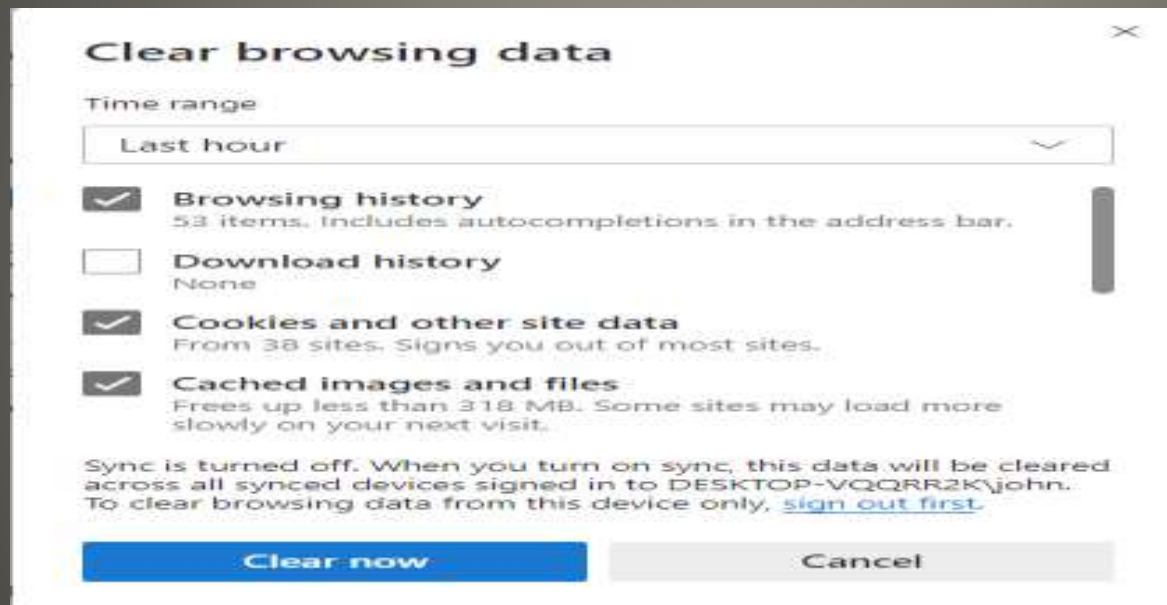 Clear browsing data
Time range
Last hour
Browsing history
53 items. Includes autocompletions in the address bar.
Download history
None
Cookies and other site data
From 38 sites. Signs you out of most sites.
Cached images and files
Frees up less than 318 MB. Some sites may load more
slowly on your next visit.
Sync is turned off. When you turn on sync, this data will be cleared
across all synced devices signed in to DESKTOP-VQQRR2K\john.
To clear browsing data from this device only, sign out first.
Clear now
Cancel